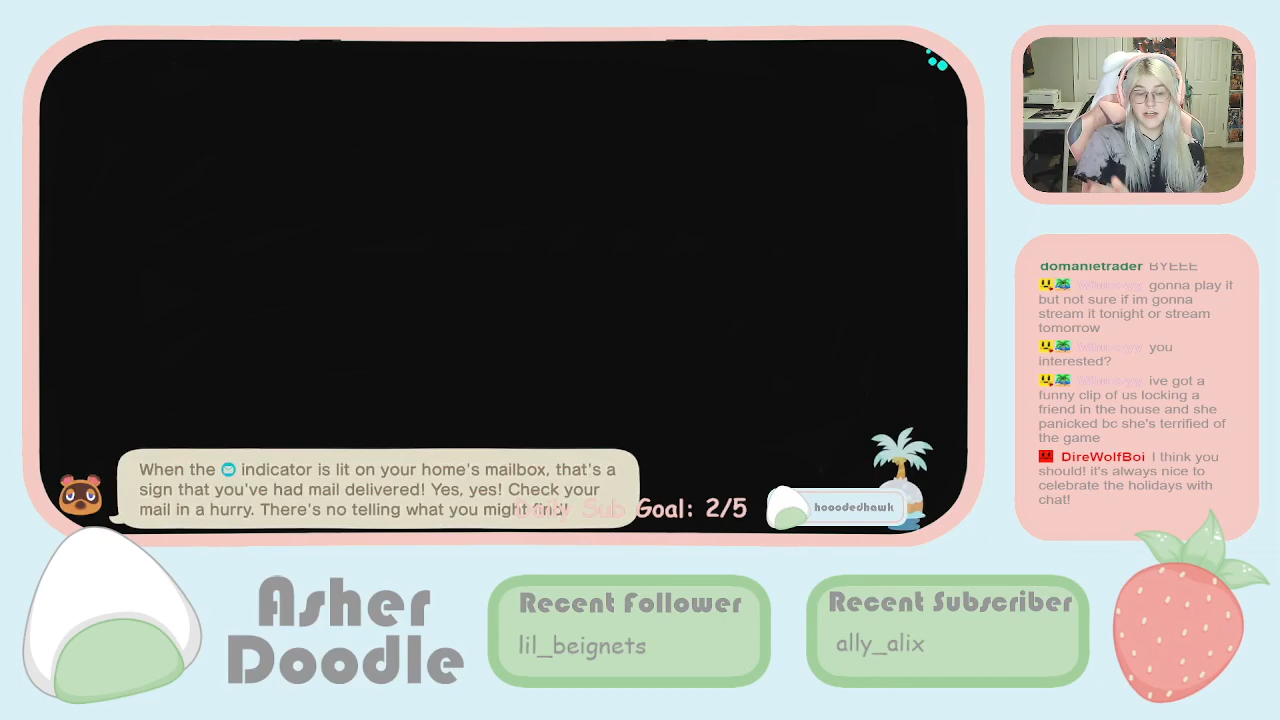 domanietrader BYEEE
gonna play it
but not sure if im gonna
stream it tonight or stream
tomorrow
you
interested?
ive got a
funny clip of us locking a
friend in the house and she
panicked bc she's terrified of
the game
DireWolfBoi I think you
should! it's always nice to
celebrate the holidays with
chat!
When the indicator is lit on your home's mailbox, that's a
sign that you've had mail delivered! Yes, yes! Check your
mail in a hurry. There's no telling what you might find!
Daily Sub Goal: 2/5
hooodedhawk
Asher
Doodle
Recent Follower
lil_beignets
Recent Subscriber
ally_alix